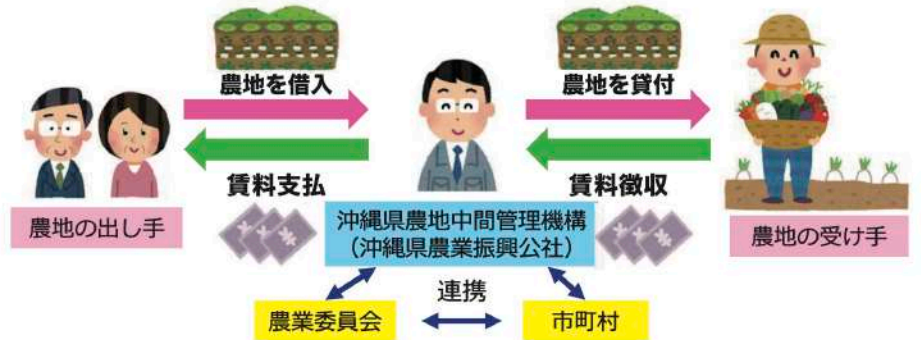 農地を借入
農地を貸付
賃料支払
賃料徴収
農地の出し手
沖縄県農地中間管理機構
（沖縄県農業振興公社）
農地の受け手
連携
農業委員会
市町村